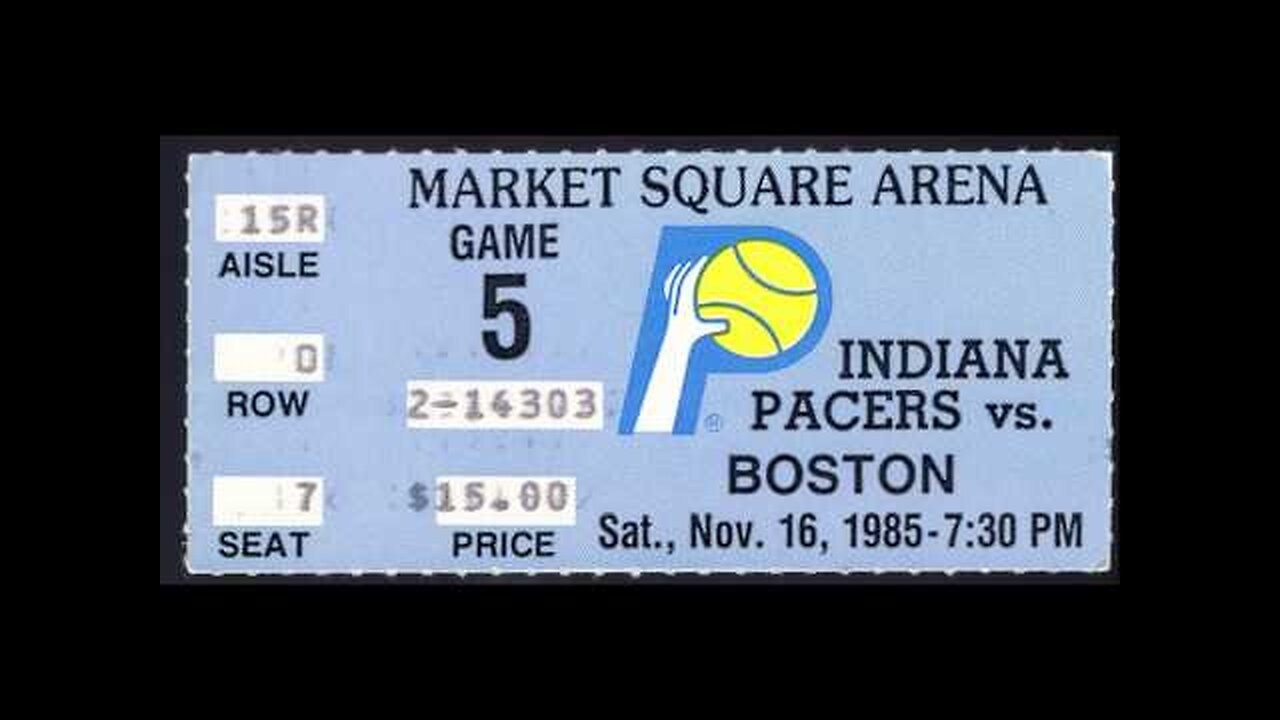 MARKET SQUARE ARENA
15R
AISLE
GAME
5
ROW
2-14303
®
INDIANA
PACERS vs.
BOSTON
7
SEAT
$15.00
PRICE
Sat., Nov. 16, 1985-7:30 PM